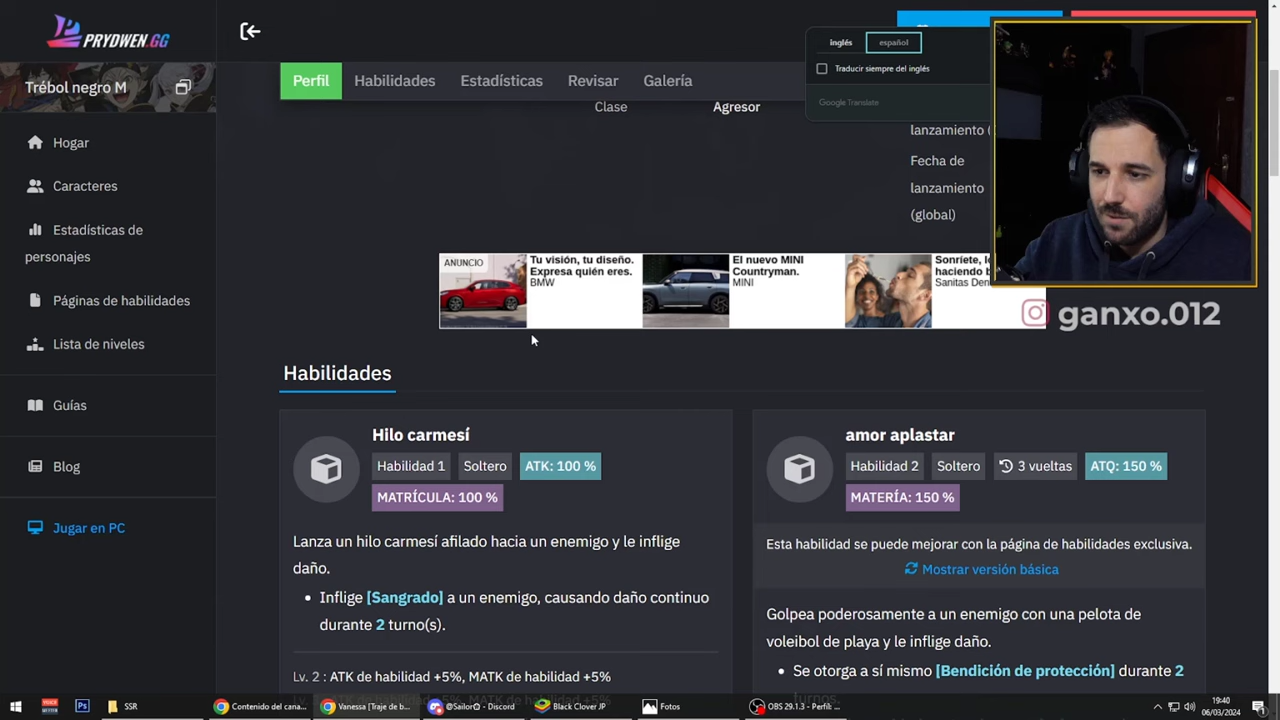 PRYDWEN.GG
Trébol negro M
Hogar
Caracteres
Estadísticas de
personajes
Páginas de habilidades
Lista de niveles
Guías
Blog
Jugar en PC
Perfil
Habilidades
Estadísticas
Revisar
Galería
inglés
español
Traducir siempre del inglés
Google Translate
Clase
Agresor
lanzamiento (
Fecha de
lanzamiento
(global)
ANUNCIO
Tu visión, tu diseño.
Expresa quién eres.
BMW
El nuevo MINI
Countryman.
MINI
Sonríete, l
haciendo b
Sanitas Den
ganxo.012
Habilidades
Hilo carmesí
Habilidad 1
Soltero
ATK: 100 %
MATRÍCULA: 100 %
Lanza un hilo carmesí afilado hacia un enemigo y le inflige
daño.
• Inflige [Sangrado] a un enemigo, causando daño continuo
durante 2 turno(s).
Lv. 2 : ATK de habilidad +5%, MATK de habilidad +5%
amor aplastar
Habilidad 2
Soltero
3 vueltas
ATQ: 150 %
MATERÍA: 150 %
Esta habilidad se puede mejorar con la página de habilidades exclusiva.
Mostrar versión básica
Golpea poderosamente a un enemigo con una pelota de
voleibol de playa y le inflige daño.
• Se otorga a sí mismo [Bendición de protección] durante 2
turnos
SSR
Contenido del cana...
Vanessa [Traje de b...
Discord
Black Clover JP
Fotos
OBS 29.1.3 - Perfile...
19:40
06/03/2024